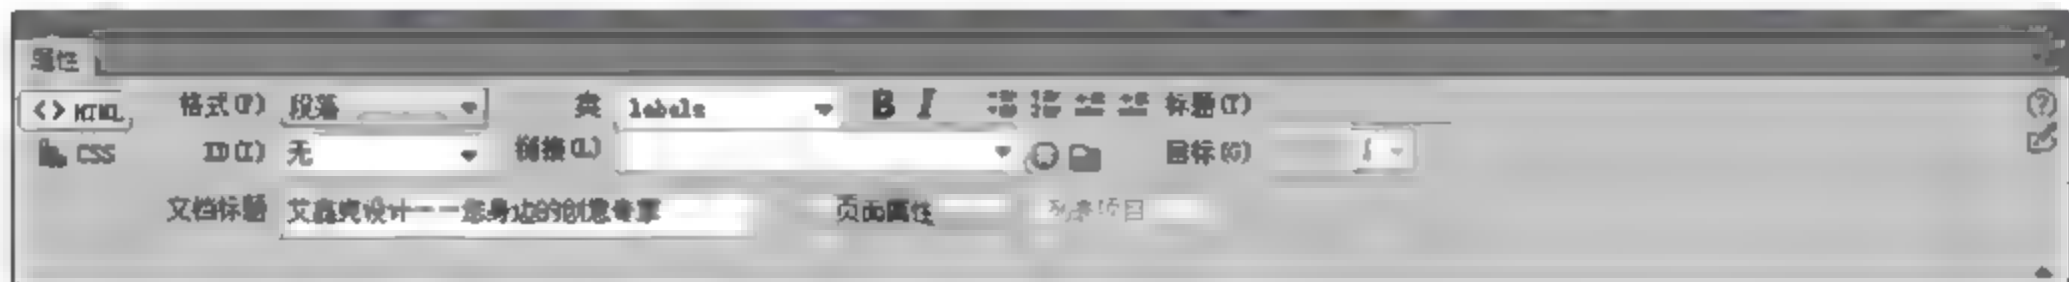 属性
<> HTML 格式(F) 段落 类 labels B I 标题(T)
CSS ID(I) 无 链接(L) 目标(G)
文档标题 艾鑫 设计——您身边的创意专家 页面属性 列表项目